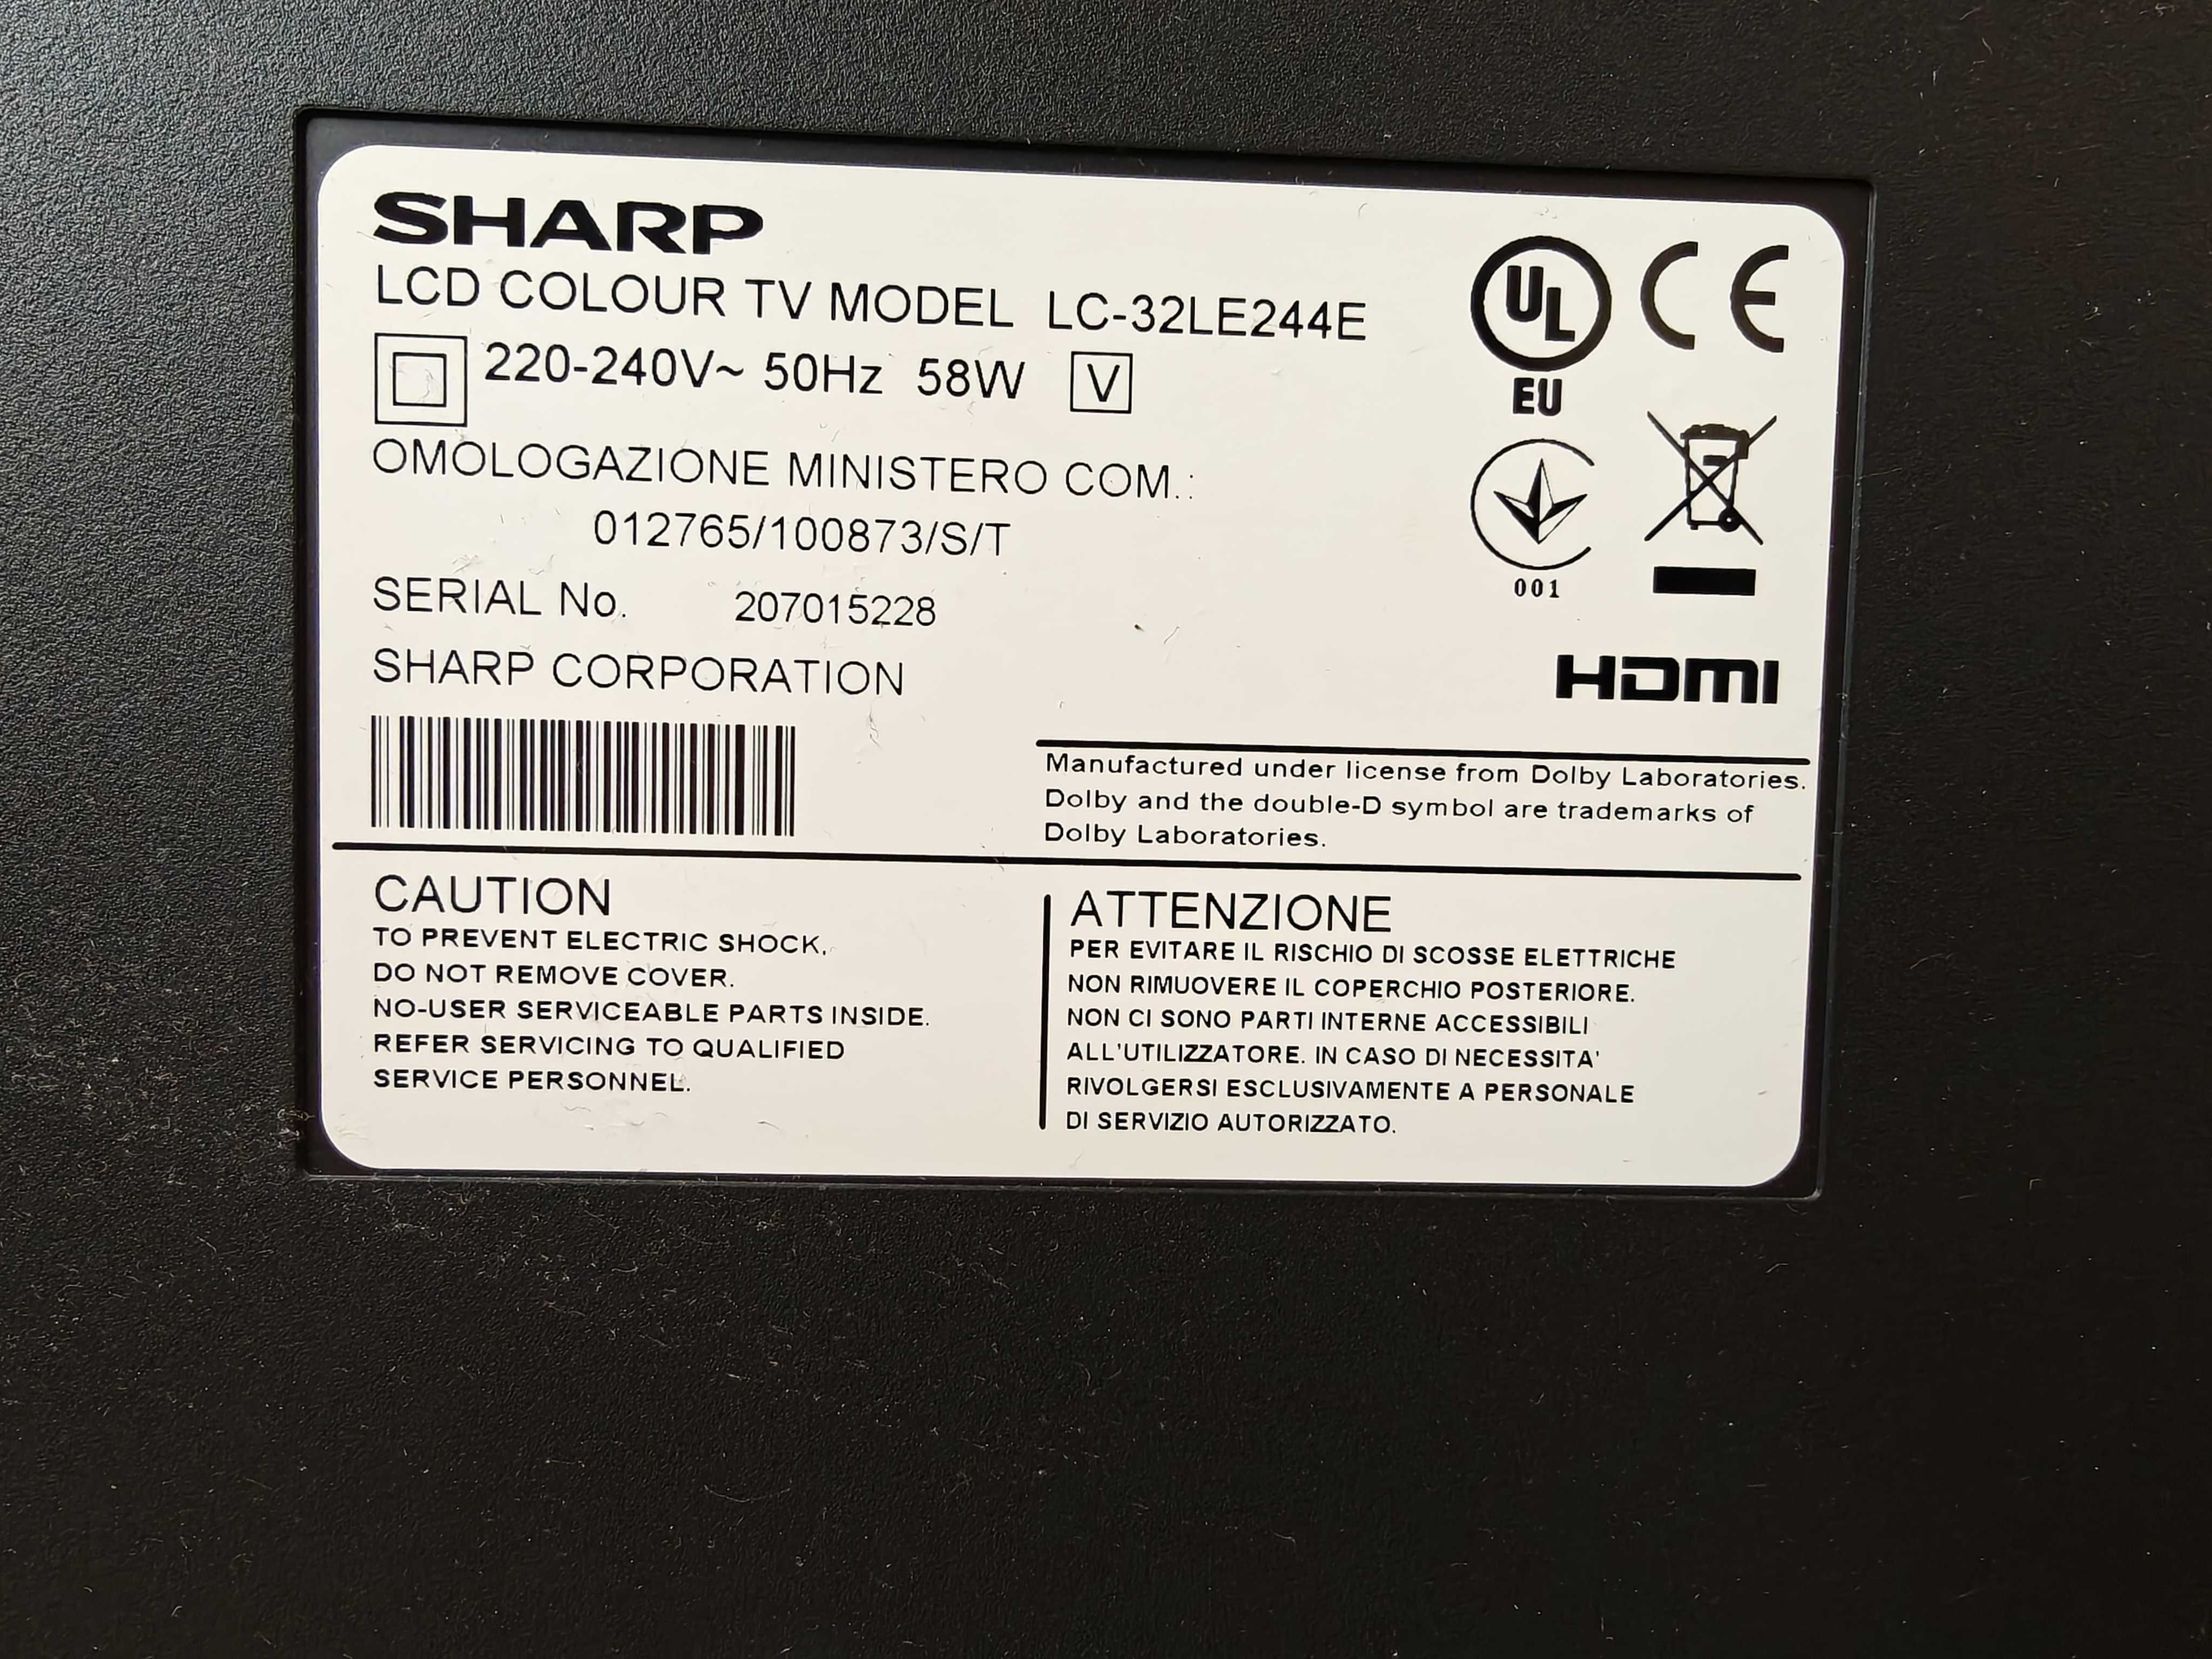 SHARP
LCD COLOUR TV MODEL LC-32LE244E
220-240V~ 50Hz 58W V
OMOLOGAZIONE MINISTERO COM.:
012765/100873/S/T
SERIAL No. 207015228
SHARP CORPORATION
UL
EU
CE
001
HDMI
Manufactured under license from Dolby Laboratories.
Dolby and the double-D symbol are trademarks of
Dolby Laboratories.
CAUTION
TO PREVENT ELECTRIC SHOCK,
DO NOT REMOVE COVER.
NO-USER SERVICEABLE PARTS INSIDE.
REFER SERVICING TO QUALIFIED
SERVICE PERSONNEL.
ATTENZIONE
PER EVITARE IL RISCHIO DI SCOSSE ELETTRICHE
NON RIMUOVERE IL COPERCHIO POSTERIORE.
NON CI SONO PARTI INTERNE ACCESSIBILI
ALL'UTILIZZATORE. IN CASO DI NECESSITA'
RIVOLGERSI ESCLUSIVAMENTE A PERSONALE
DI SERVIZIO AUTORIZZATO.